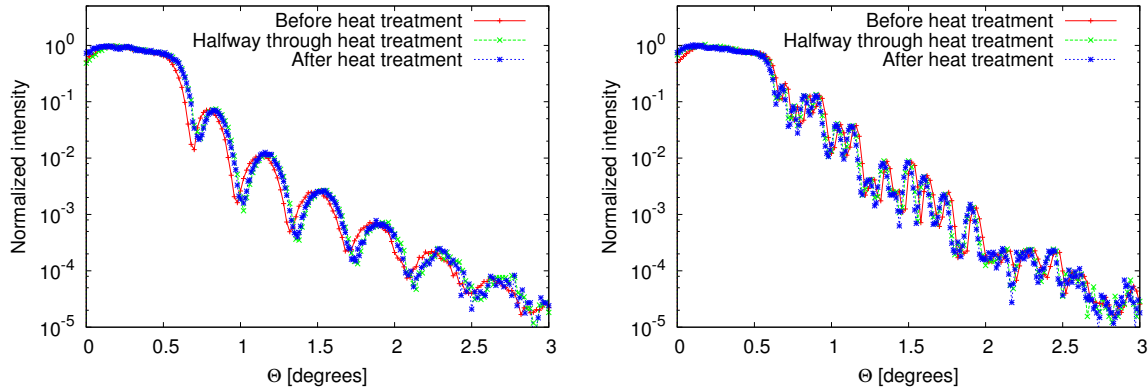 Before heat treatment
Halfway through heat treatment
After heat treatment
Normalized intensity
10^0
10^-1
10^-2
10^-3
10^-4
10^-5
0 0.5 1 1.5 2 2.5 3
Θ [degrees]
Before heat treatment
Halfway through heat treatment
After heat treatment
Normalized intensity
10^0
10^-1
10^-2
10^-3
10^-4
10^-5
0 0.5 1 1.5 2 2.5 3
Θ [degrees]